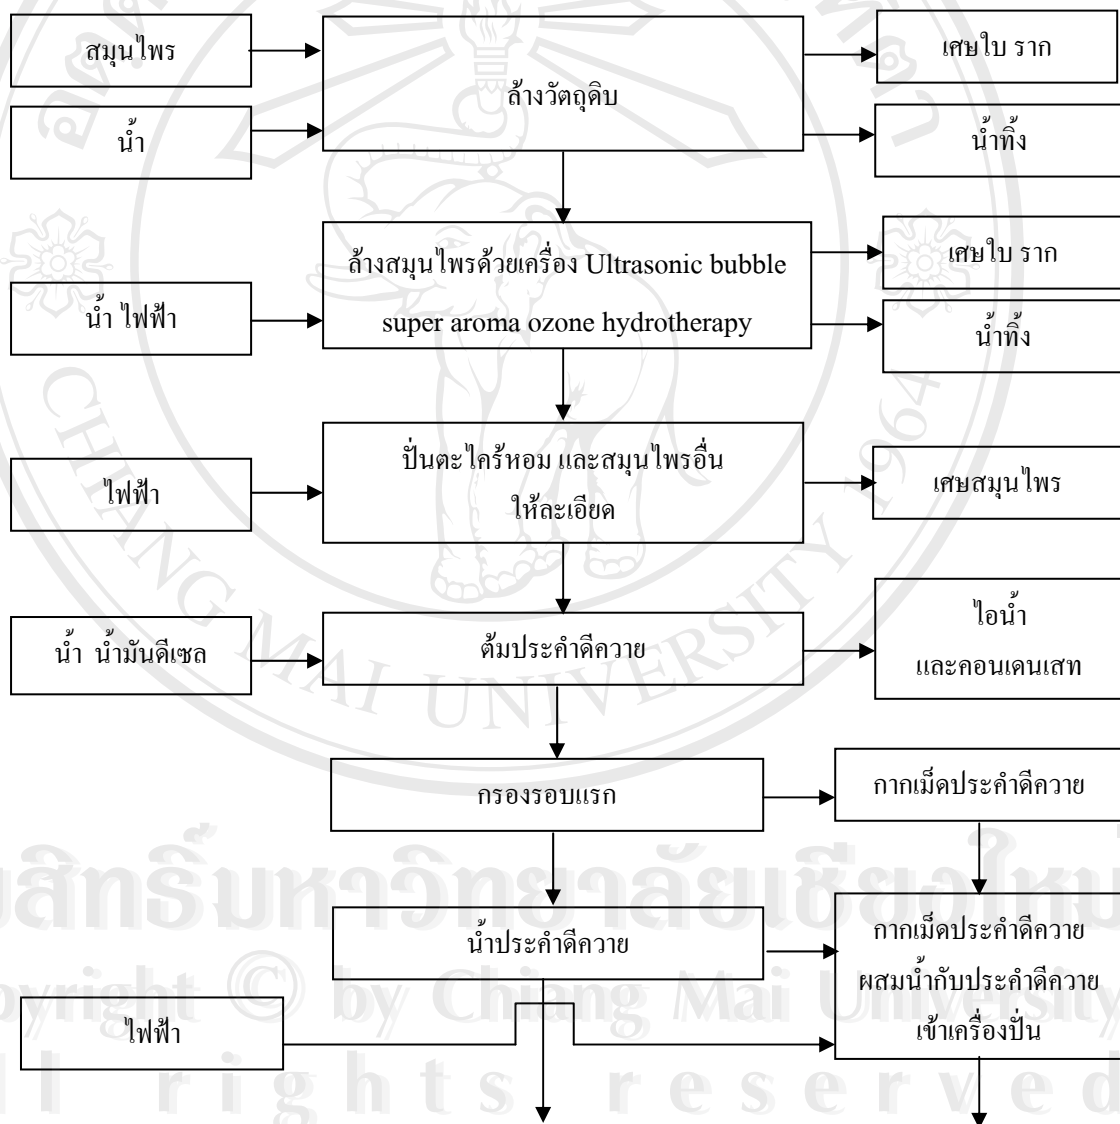 สมุนไพร
ล้างวัตถุดิบ
เศษใบ ราก
น้ำ
น้ำทิ้ง
ล้างสมุนไพรด้วยเครื่อง Ultrasonic bubble
super aroma ozone hydrotherapy
เศษใบ ราก
น้ำ ไฟฟ้า
น้ำทิ้ง
ปั่นตะไคร้หอม และสมุนไพรอื่น
ให้ละเอียด
ไฟฟ้า
เศษสมุนไพร
น้ำ น้ำมันดีเซล
ต้มประคำดีควาย
ไอน้ำ
และคอนเดนเสท
กรองรอบแรก
กากเม็ดประคำดีควาย
น้ำประคำดีควาย
กากเม็ดประคำดีควาย
ผสมน้ำกับประคำดีควาย
เข้าเครื่องปั่น
ไฟฟ้า
CHIANG MAI UNIVERSITY 1964
สิทธิ์มหาวิทยาลัยเชียงใหม่
opyright © by Chiang Mai University
rights reserved